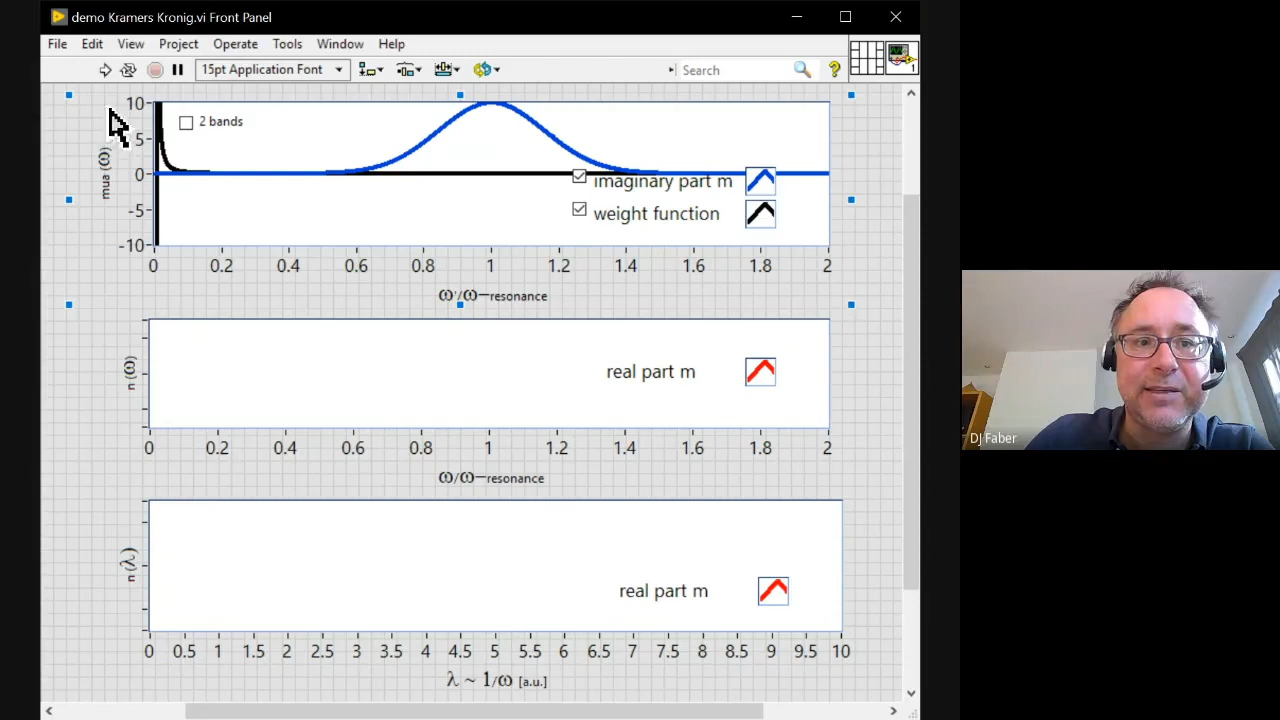 demo Kramers Kronig.vi Front Panel
File Edit View Project Operate Tools Window Help
15pt Application Font
Search
?
1
10
5
0
-5
-10
mua (ω)
2 bands
imaginary part m
weight function
0 0.2 0.4 0.6 0.8 1 1.2 1.4 1.6 1.8 2
ω'/ω−resonance
n (ω)
real part m
0 0.2 0.4 0.6 0.8 1 1.2 1.4 1.6 1.8 2
ω/ω−resonance
n (λ)
real part m
0 0.5 1 1.5 2 2.5 3 3.5 4 4.5 5 5.5 6 6.5 7 7.5 8 8.5 9 9.5 10
λ ~ 1/ω [a.u.]
DJ Faber